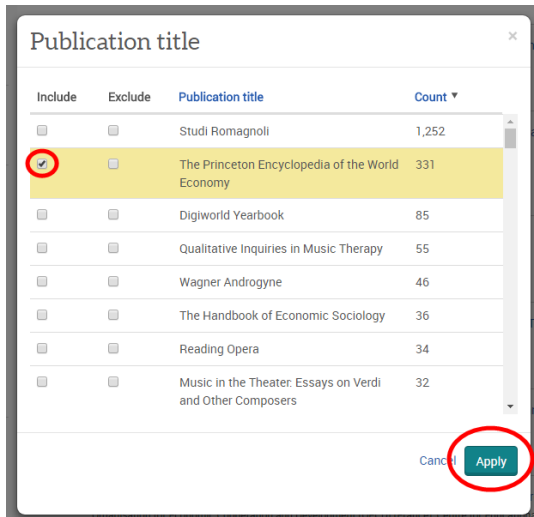 Publication title ×
Include Exclude Publication title Count ▼
Studi Romagnoli 1,252
The Princeton Encyclopedia of the World 331
Economy
Digiworld Yearbook 85
Qualitative Inquiries in Music Therapy 55
Wagner Androgyne 46
The Handbook of Economic Sociology 36
Reading Opera 34
Music in the Theater: Essays on Verdi 32
and Other Composers
Cancel Apply